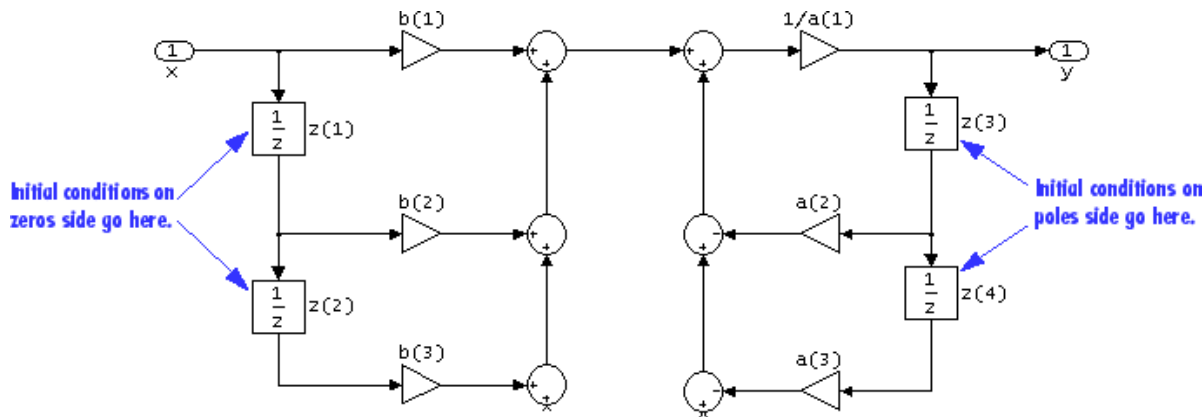 b(1)
1/a(1)
1
x
+
+
+
+
1
y
1
z
z(1)
1
z
z(3)
Initial conditions on
zeros side go here.
Initial conditions on
poles side go here.
b(2)
a(2)
+
+
-
+
1
z
z(2)
1
z
z(4)
b(3)
a(3)
+
+
-
+